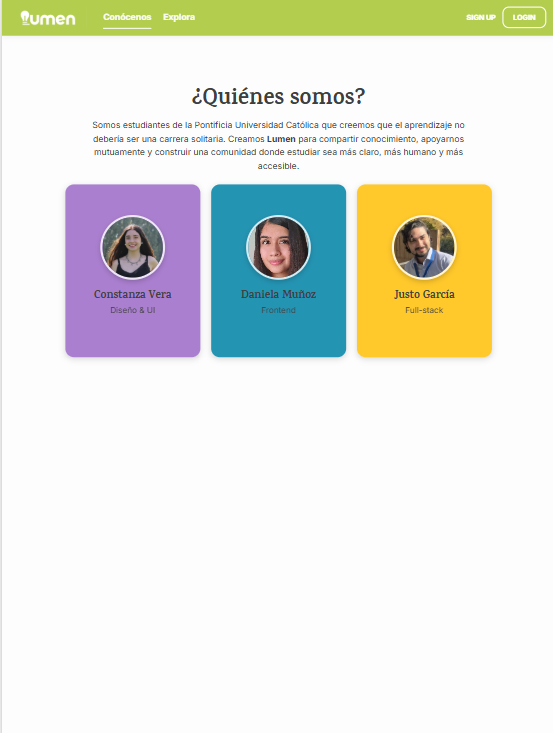 lumen
Conócenos Explora
SIGN UP LOGIN
¿Quiénes somos?
Somos estudiantes de la Pontificia Universidad Católica que creemos que el aprendizaje no
debería ser una carrera solitaria. Creamos Lumen para compartir conocimiento, apoyarnos
mutuamente y construir una comunidad donde estudiar sea más claro, más humano y más
accesible.
Constanza Vera
Diseño & UI
Daniela Muñoz
Frontend
Justo García
Full-stack